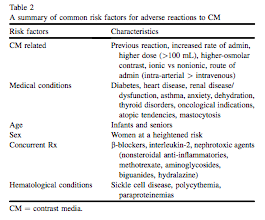 Table 2
A summary of common risk factors for adverse reactions to CM
Risk factors Characteristics
CM related Previous reaction, increased rate of admin,
higher dose (>100 mL), higher-osmolar
contrast, ionic vs nonionic, route of
admin (intra-arterial > intravenous)
Medical conditions Diabetes, heart disease, renal disease/
dysfunction, asthma, anxiety, dehydration,
thyroid disorders, oncological indications,
atopic tendencies, mastocytosis
Age Infants and seniors
Sex Women at a heightened risk
Concurrent Rx β-blockers, interleukin-2, nephrotoxic agents
(nonsteroidal anti-inflammatories,
methotrexate, aminoglycosides,
biguanides, hydralazine)
Hematological conditions Sickle cell disease, polycythemia,
paraproteinemias
CM = contrast media.